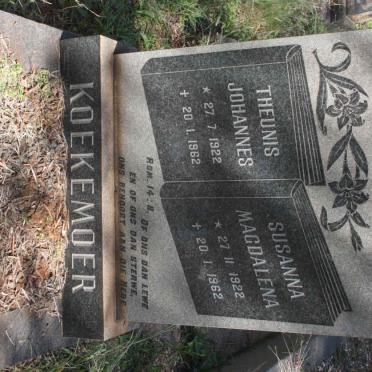 THEUNIS
JOHANNES
★ 27.7.1922
✝ 20.1.1962
SUSANNA
MAGDALENA
★ 27.11.1922
✝ 20.1.1962
ROM. 14:8. OF ONS DAN LEWE
EN OF ONS DAN STERWE,
ONS BEHOORT AAN DIE HERE.
KOEKEMOER